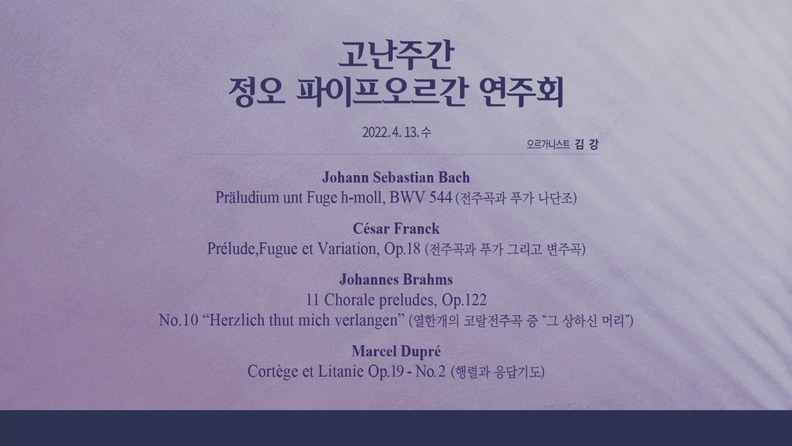 고난주간
정오 파이프오르간 연주회
2022. 4. 13. 수
오르가니스트 김 강
Johann Sebastian Bach
Präludium unt Fuge h-moll, BWV 544 (전주곡과 푸가 나단조)
César Franck
Prélude,Fugue et Variation, Op.18 (전주곡과 푸가 그리고 변주곡)
Johannes Brahms
11 Chorale preludes, Op.122
No.10 “Herzlich thut mich verlangen” (열한개의 코랄전주곡 중 “그 상하신 머리”)
Marcel Dupré
Cortège et Litanie Op.19 - No. 2 (행렬과 응답기도)